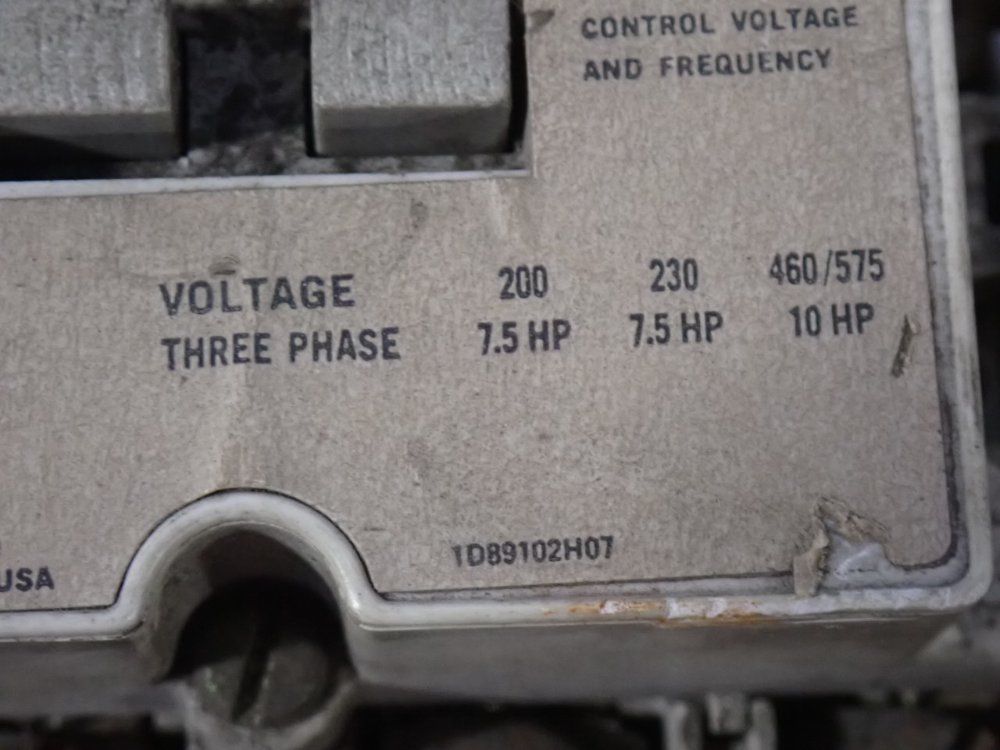 CONTROL VOLTAGE
AND FREQUENCY
VOLTAGE 200 230 460/575
THREE PHASE 7.5 HP 7.5 HP 10 HP
1D89102H07
USA